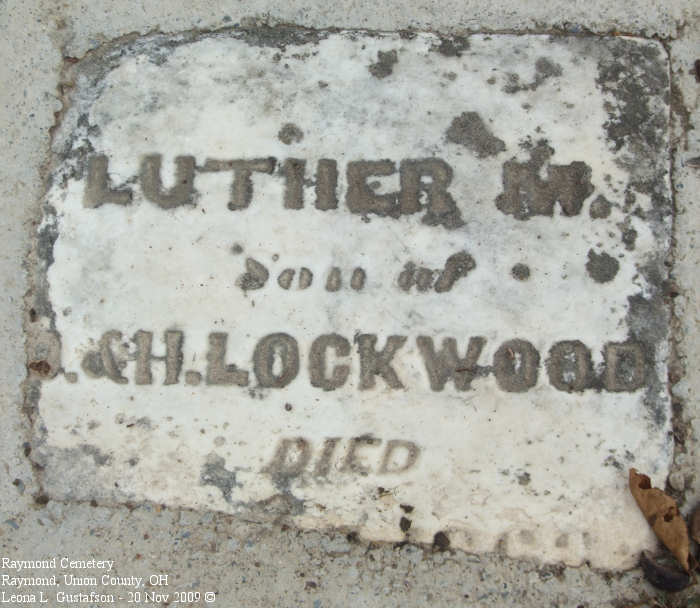 LUTHER M.
Son of
. & H. LOCKWOOD
DIED
Raymond Cemetery
Raymond, Union County, OH
Leona L. Gustafson - 20 Nov 2009 ©